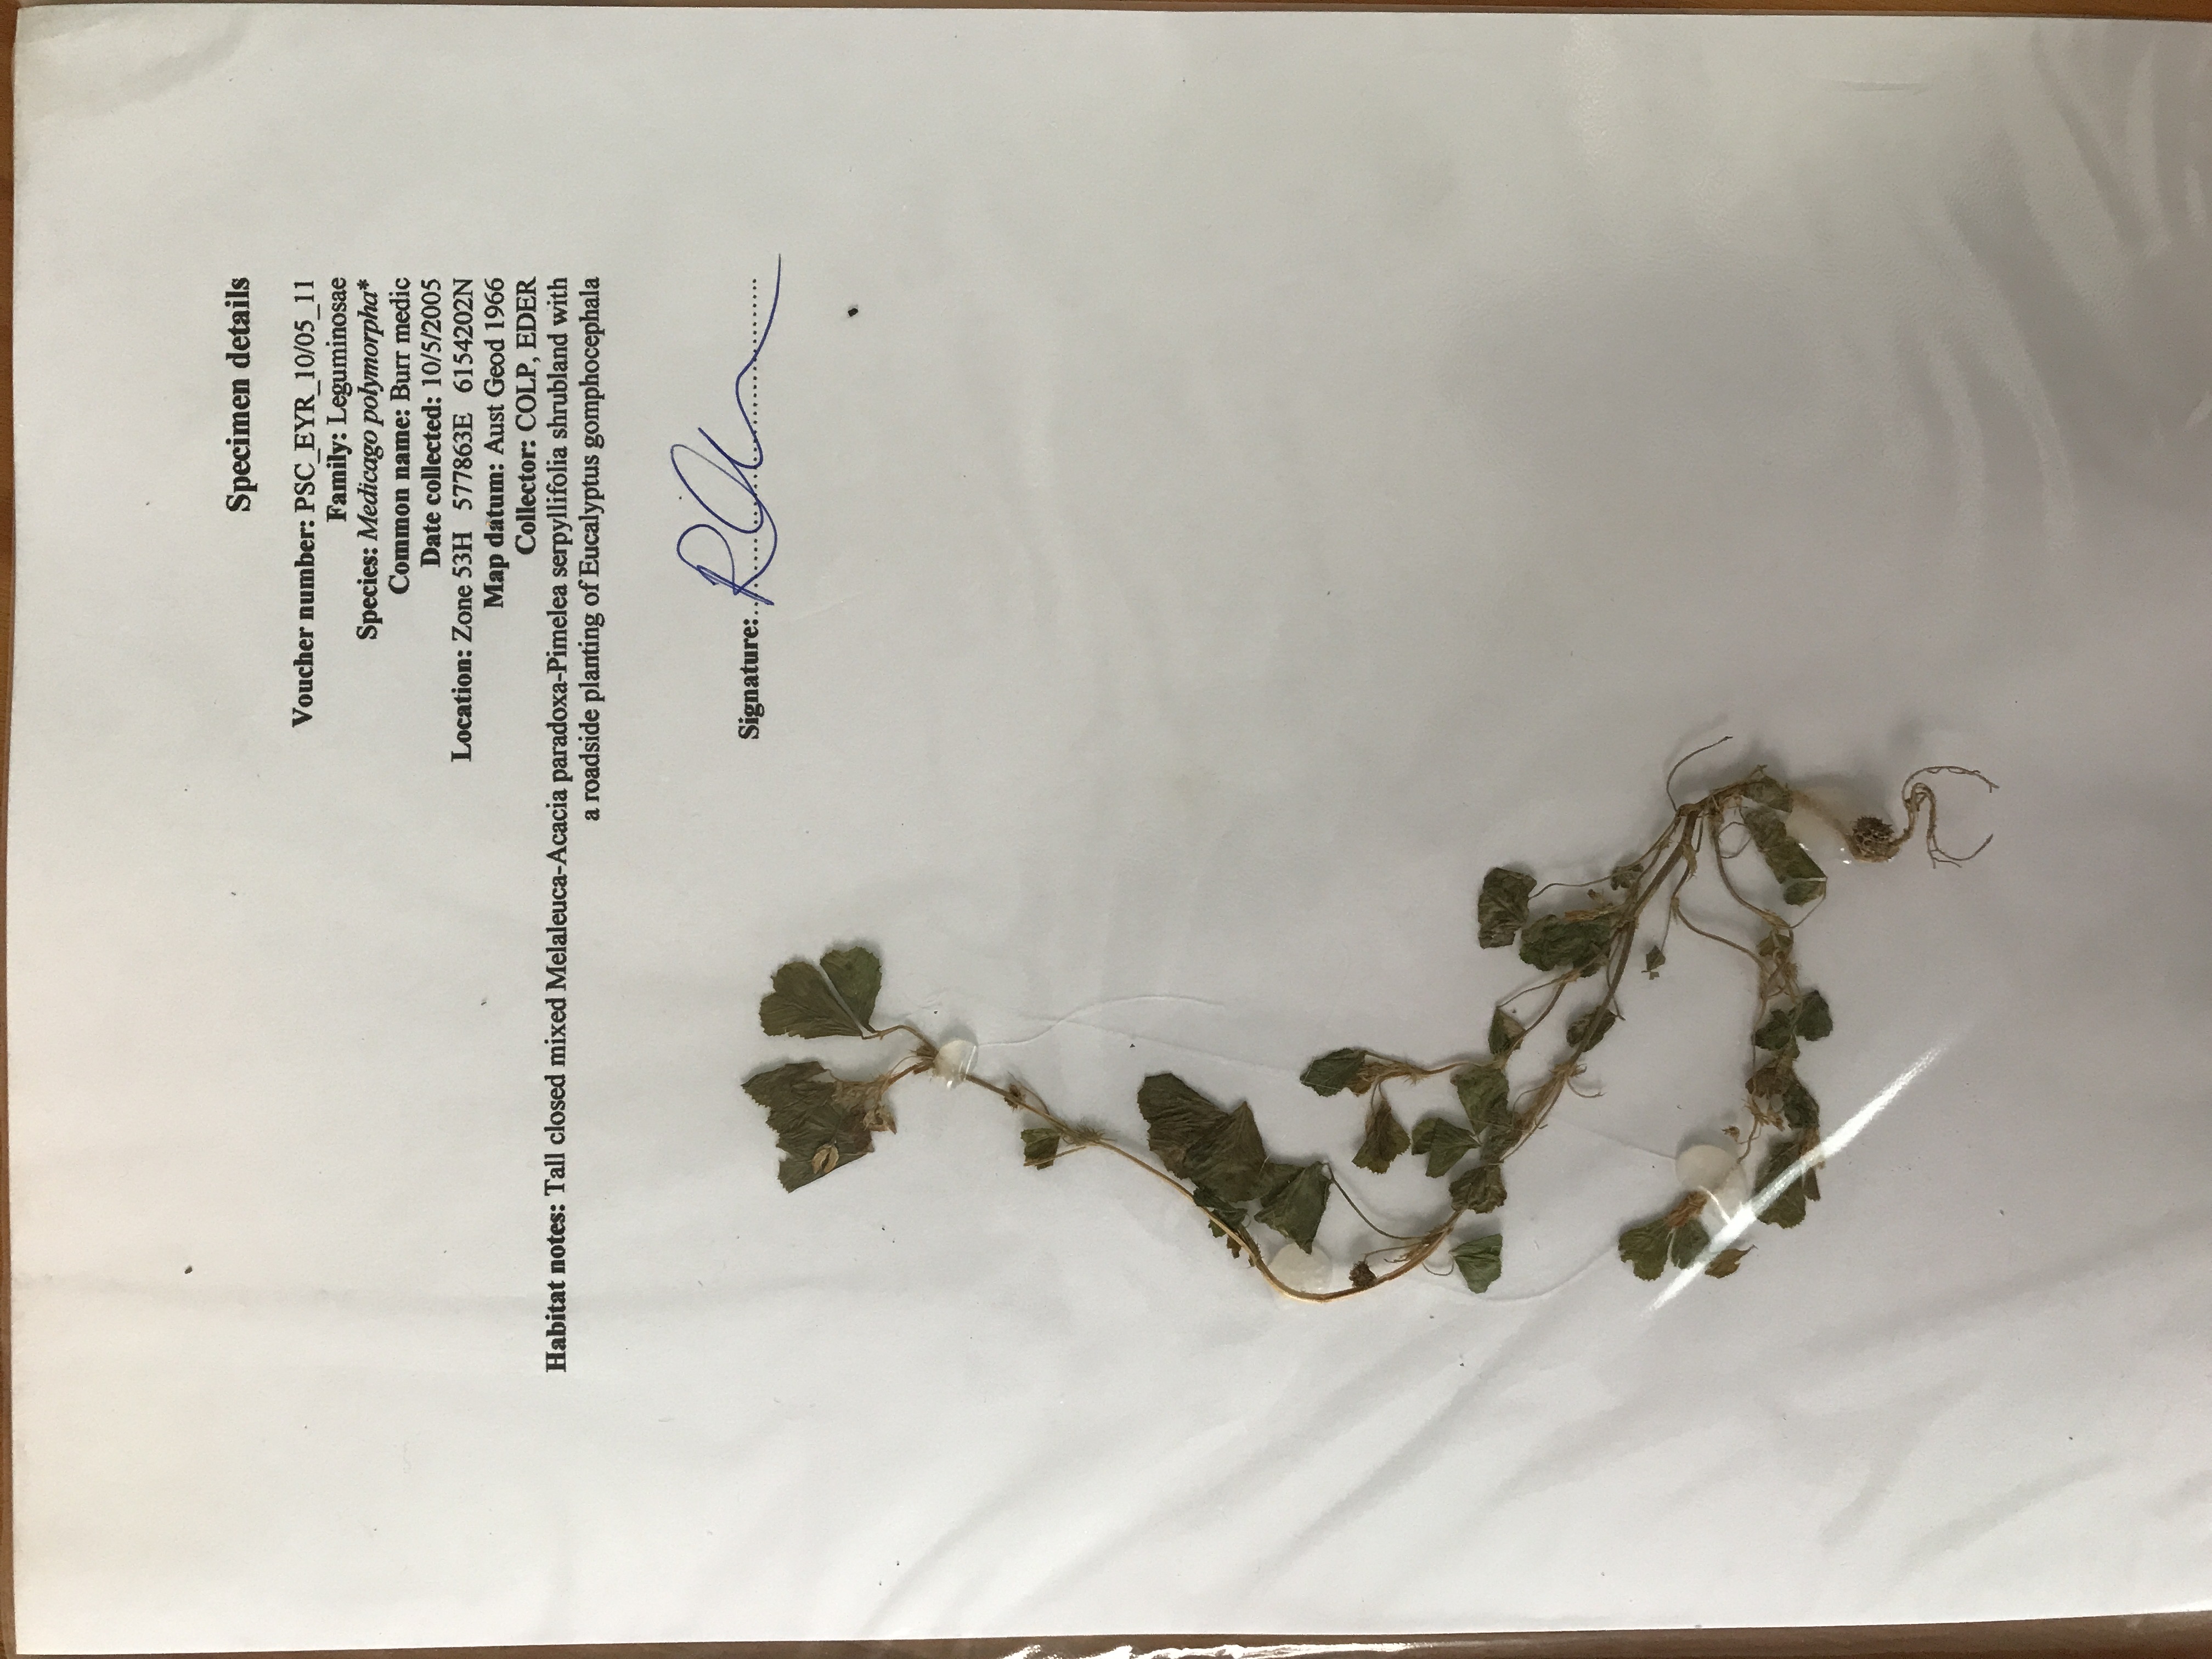 Specimen details
Voucher number: PSC_EYR_10/05_11
Family: Leguminosae
Species: Medicago polymorpha*
Common name: Burr medic
Date collected: 10/5/2005
Location: Zone 53H 577863E 6154202N
Map datum: Aust Geod 1966
Collector: COLP, EDER
Habitat notes: Tall closed mixed Melaleuca-Acacia paradoxa-Pimelea serpyllifolia shrubland with
a roadside planting of Eucalyptus gomphocephala
Signature: